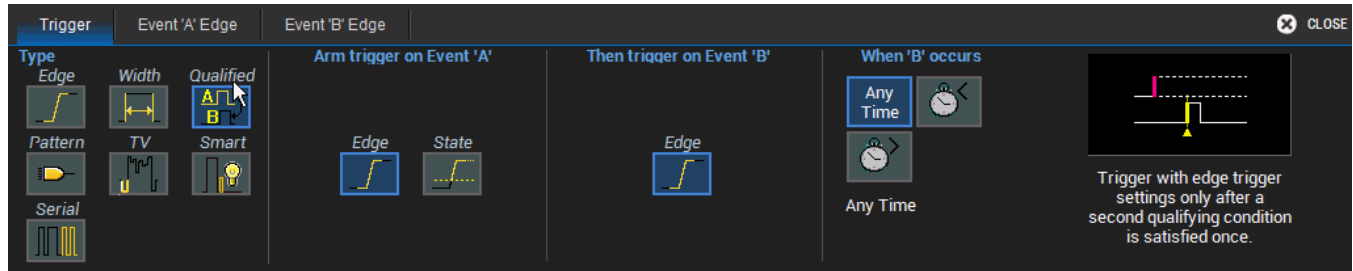 Trigger
Event 'A' Edge
Event 'B' Edge
CLOSE
Type
Edge
Width
Qualified
A
B
Pattern
TV
Smart
Serial
Arm trigger on Event 'A'
Edge
State
Then trigger on Event 'B'
Edge
When 'B' occurs
Any
Time
<
>
Any Time
Trigger with edge trigger
settings only after a
second qualifying condition
is satisfied once.